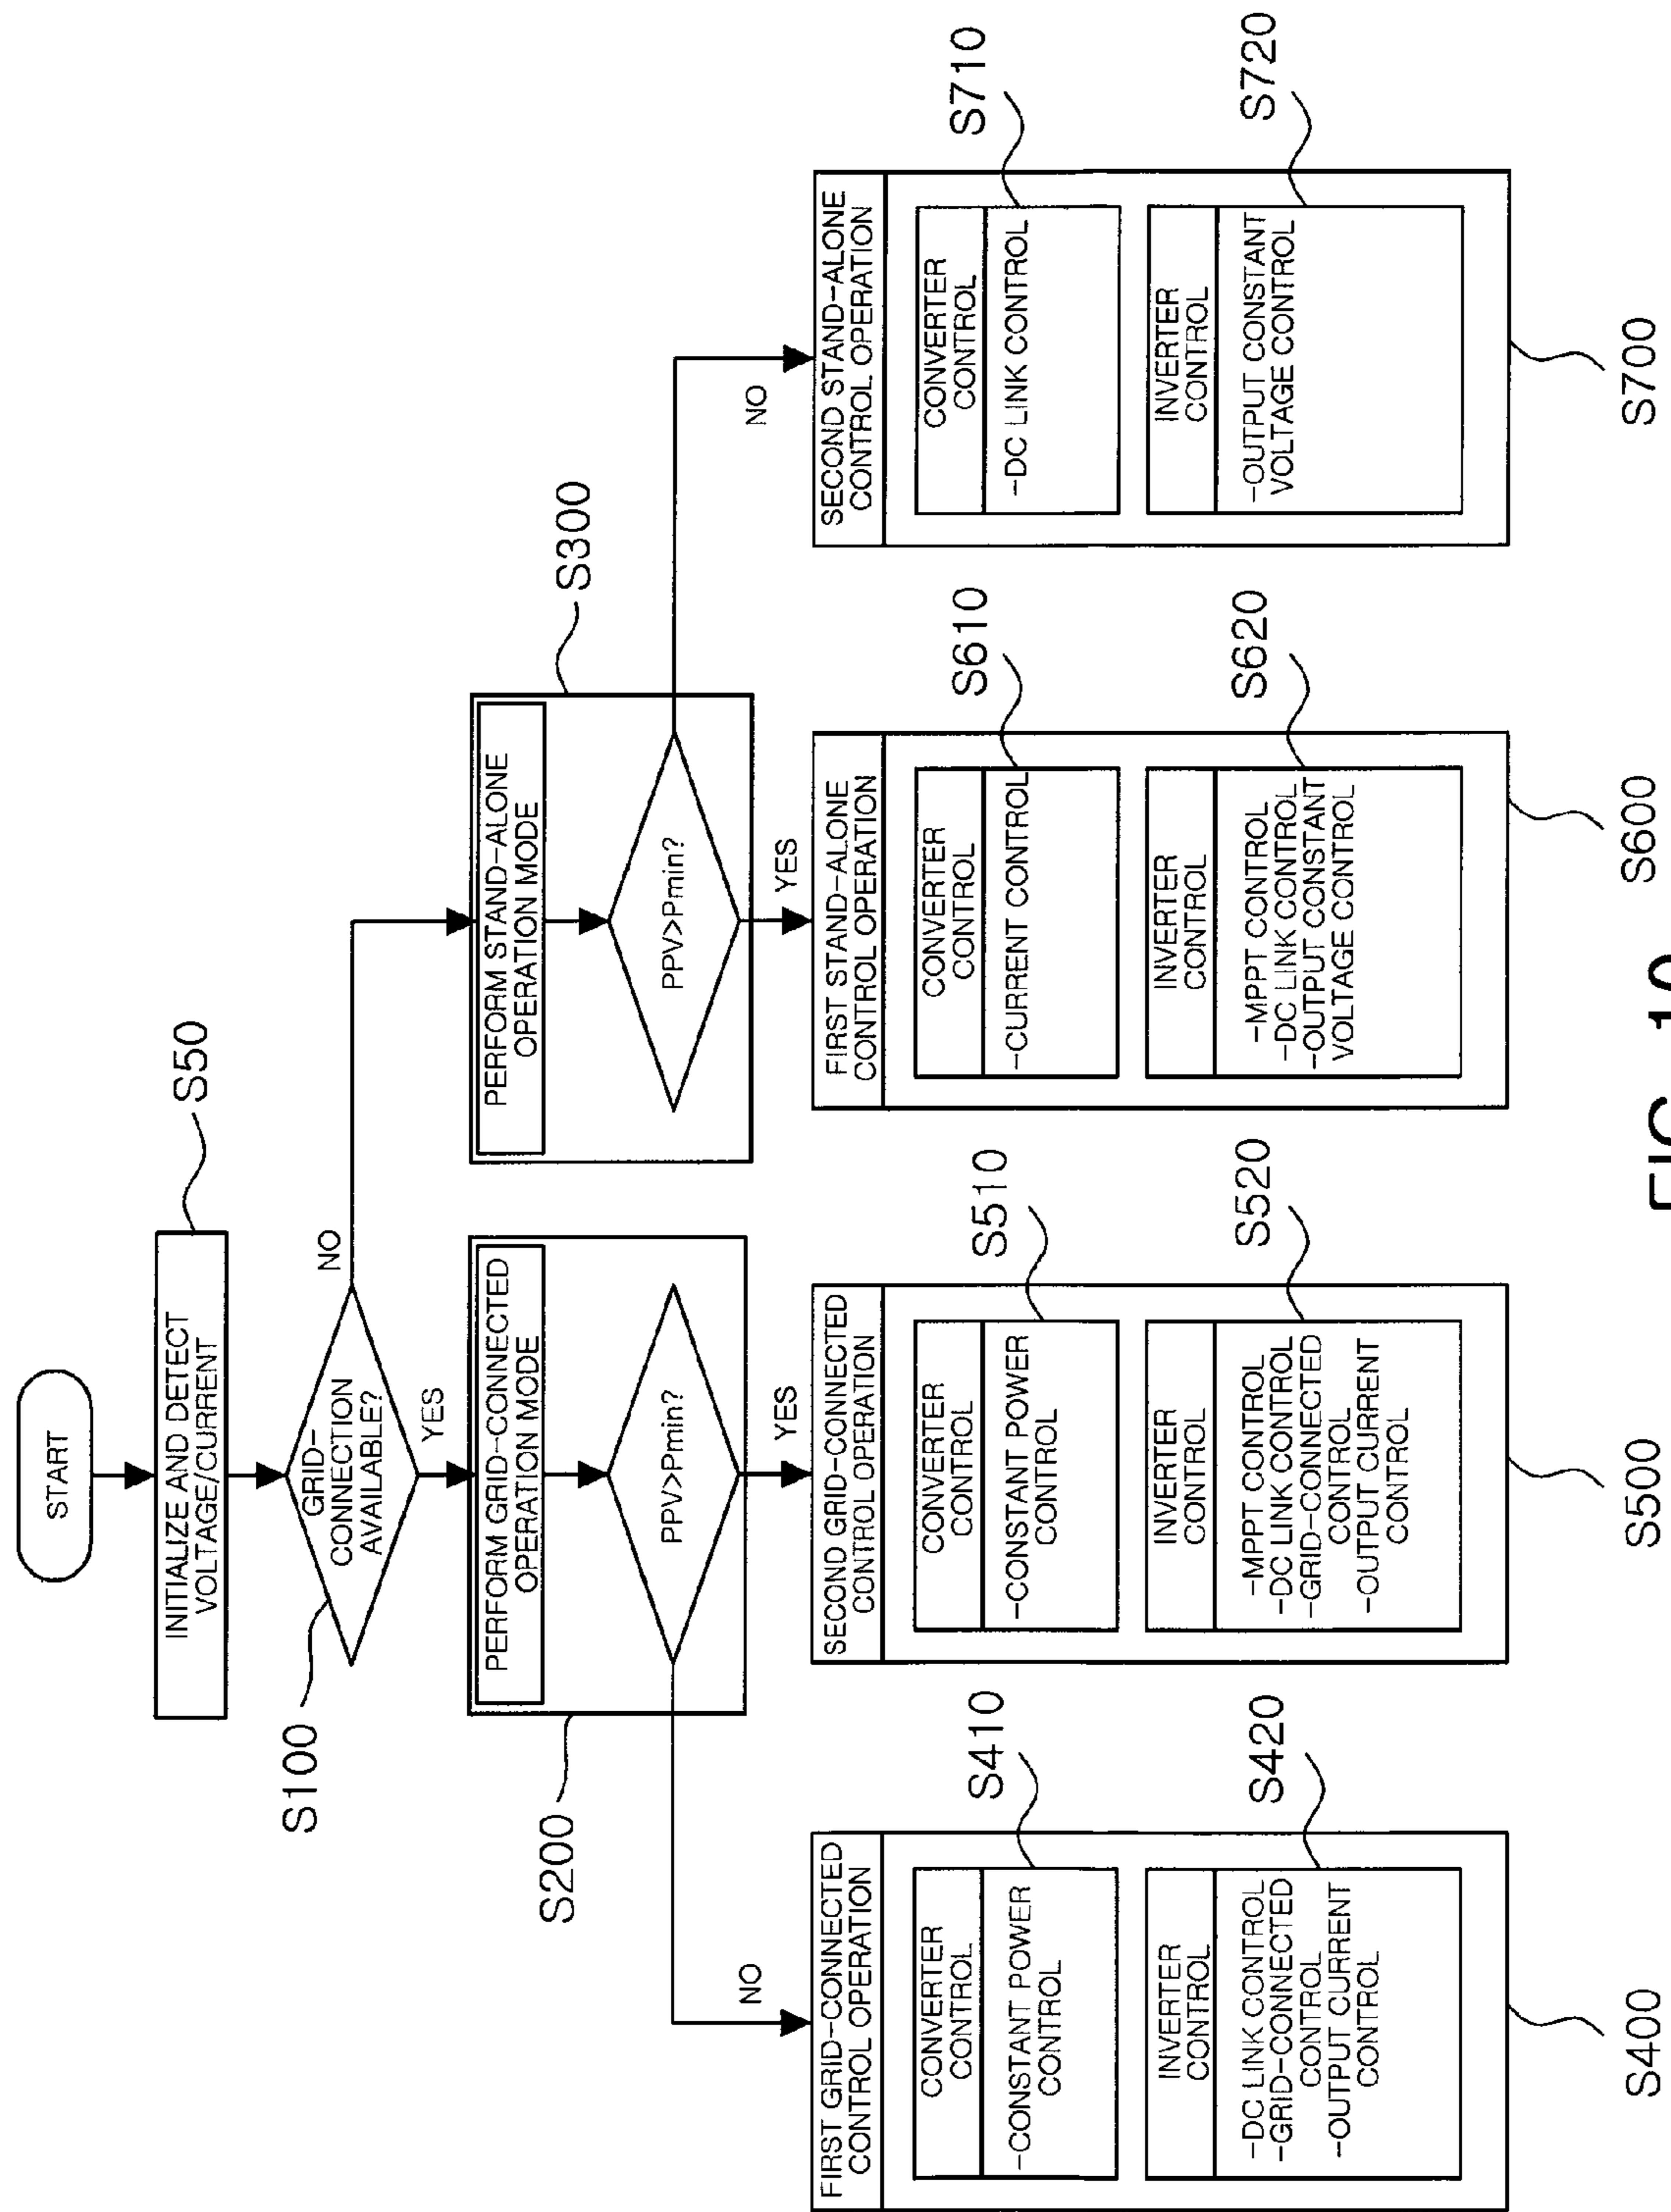 START
INITIALIZE AND DETECT
VOLTAGE/CURRENT
S50
GRID-
CONNECTION
AVAILABLE?
S100
NO
YES
PERFORM GRID-CONNECTED
OPERATION MODE
PPV>Pmin?
S200
PERFORM STAND-ALONE
OPERATION MODE
PPV>Pmin?
S300
NO
YES
YES
NO
FIRST GRID-CONNECTED
CONTROL OPERATION
CONVERTER
CONTROL
-CONSTANT POWER
CONTROL
S410
INVERTER
CONTROL
-DC LINK CONTROL
-GRID-CONNECTED
CONTROL
-OUTPUT CURRENT
CONTROL
S420
S400
SECOND GRID-CONNECTED
CONTROL OPERATION
CONVERTER
CONTROL
-CONSTANT POWER
CONTROL
S510
INVERTER
CONTROL
-MPPT CONTROL
-DC LINK CONTROL
-GRID-CONNECTED
CONTROL
-OUTPUT CURRENT
CONTROL
S520
S500
FIRST STAND-ALONE
CONTROL OPERATION
CONVERTER
CONTROL
-CURRENT CONTROL
S610
INVERTER
CONTROL
-MPPT CONTROL
-DC LINK CONTROL
-OUTPUT CONSTANT
VOLTAGE CONTROL
S620
S600
SECOND STAND-ALONE
CONTROL OPERATION
CONVERTER
CONTROL
-DC LINK CONTROL
S710
INVERTER
CONTROL
-OUTPUT CONSTANT
VOLTAGE CONTROL
S720
S700
FIG.